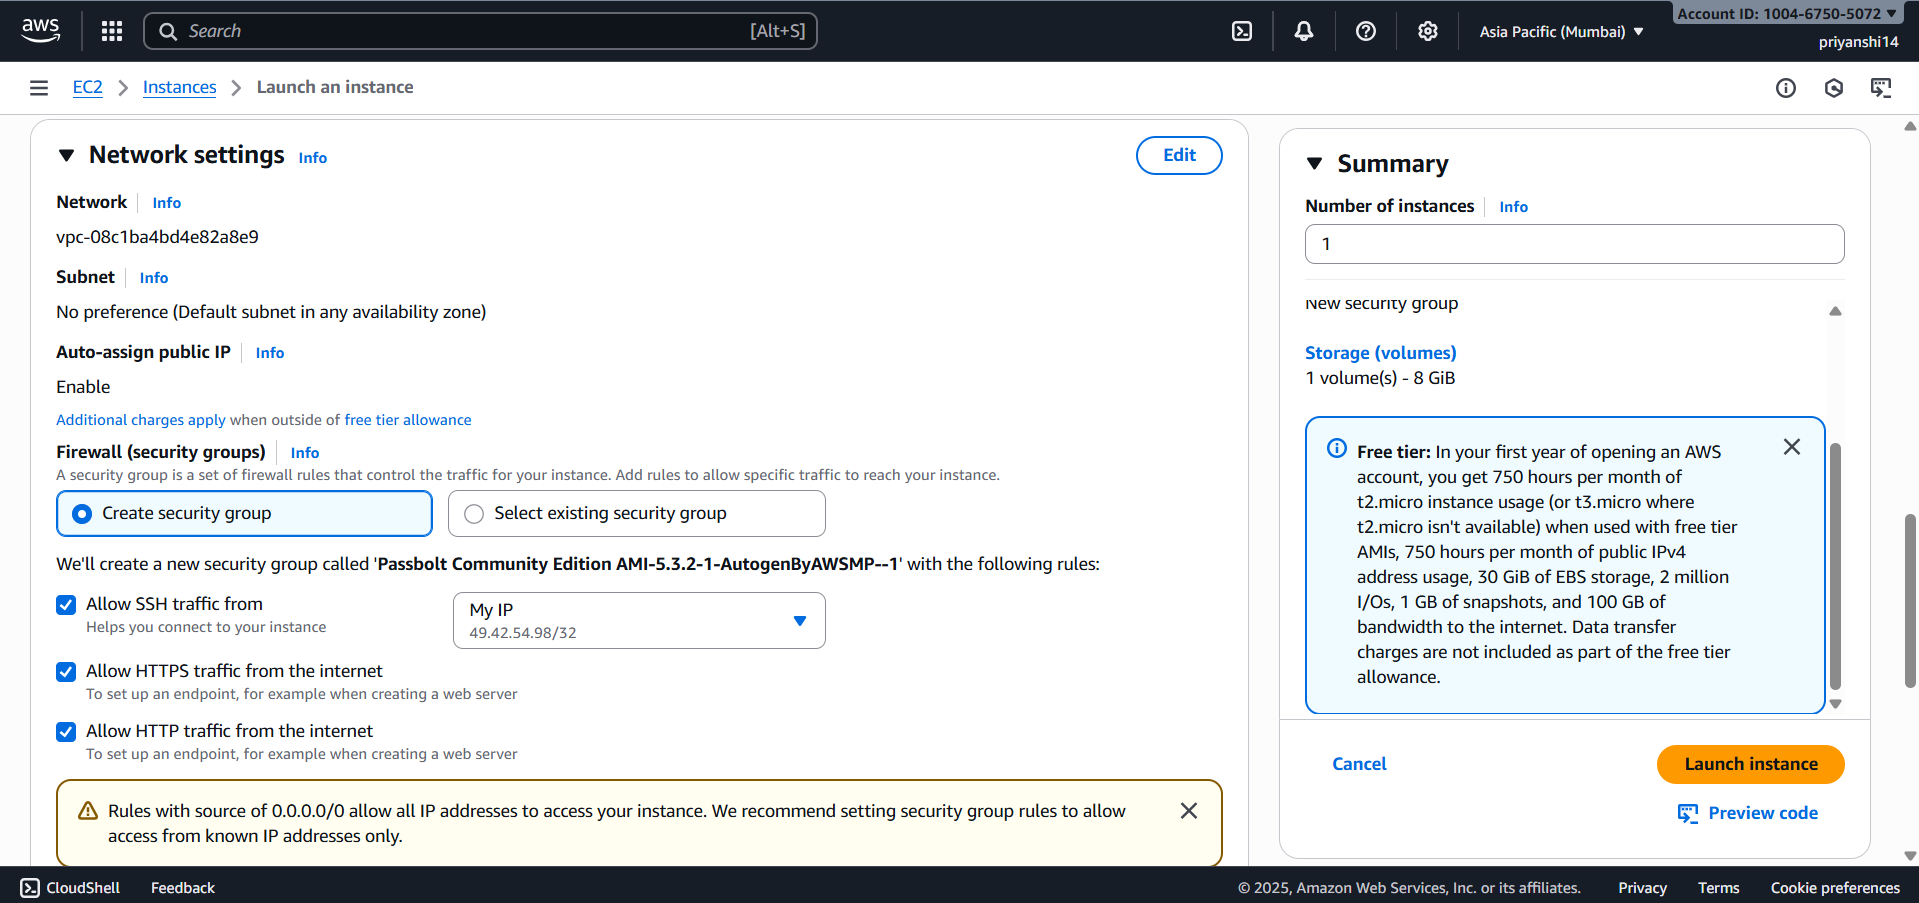 aws
Search
[Alt+S]
Asia Pacific (Mumbai)
Account ID: 1004-6750-5072
priyanshi14
EC2
Instances
Launch an instance
Network settings Info
Edit
Network Info
vpc-08c1ba4bd4e82a8e9
Subnet Info
No preference (Default subnet in any availability zone)
Auto-assign public IP Info
Enable
Additional charges apply when outside of free tier allowance
Firewall (security groups) Info
A security group is a set of firewall rules that control the traffic for your instance. Add rules to allow specific traffic to reach your instance.
Create security group
Select existing security group
We'll create a new security group called 'Passbolt Community Edition AMI-5.3.2-1-AutogenByAWSMP--1' with the following rules:
Allow SSH traffic from
Helps you connect to your instance
My IP
49.42.54.98/32
Allow HTTPS traffic from the internet
To set up an endpoint, for example when creating a web server
Allow HTTP traffic from the internet
To set up an endpoint, for example when creating a web server
Rules with source of 0.0.0.0/0 allow all IP addresses to access your instance. We recommend setting security group rules to allow
access from known IP addresses only.
Summary
Number of instances Info
1
New security group
Storage (volumes)
1 volume(s) - 8 GiB
Free tier: In your first year of opening an AWS
account, you get 750 hours per month of
t2.micro instance usage (or t3.micro where
t2.micro isn't available) when used with free tier
AMIs, 750 hours per month of public IPv4
address usage, 30 GiB of EBS storage, 2 million
I/Os, 1 GB of snapshots, and 100 GB of
bandwidth to the internet. Data transfer
charges are not included as part of the free tier
allowance.
Cancel
Launch instance
Preview code
CloudShell
Feedback
© 2025, Amazon Web Services, Inc. or its affiliates.
Privacy
Terms
Cookie preferences